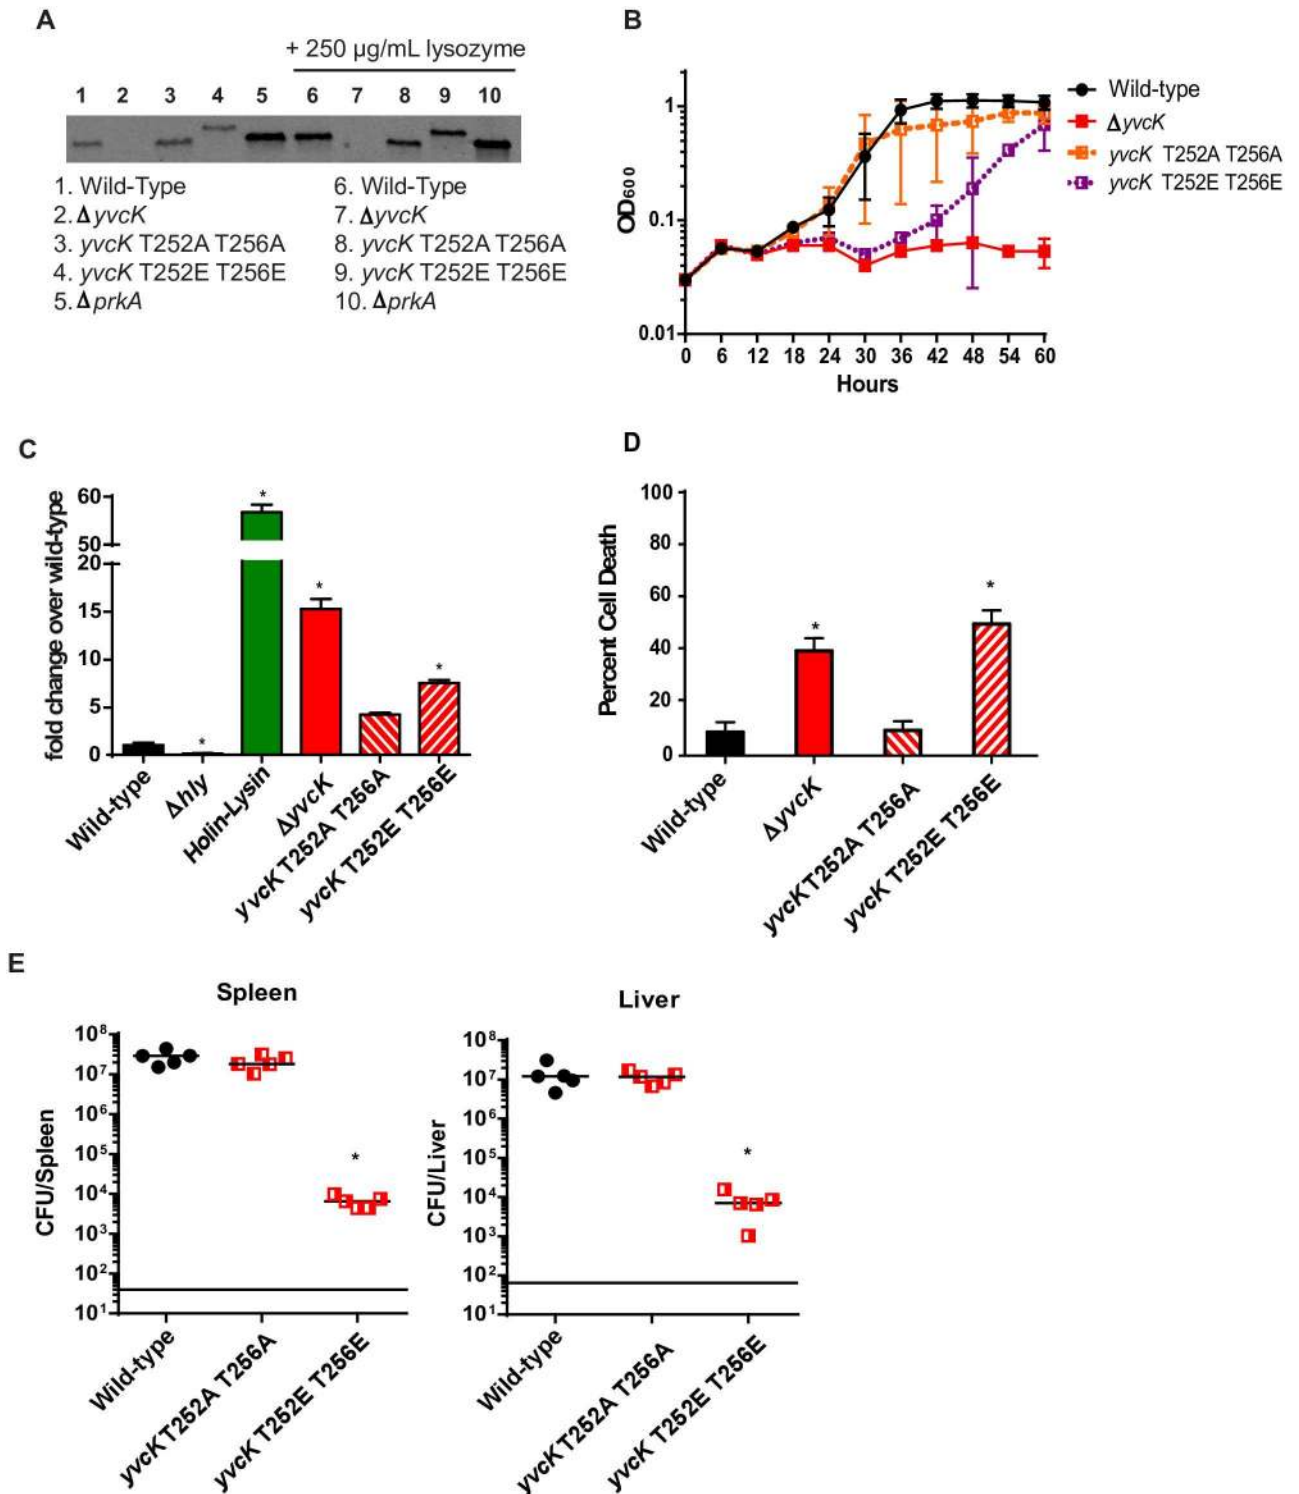 A
+ 250 µg/mL lysozyme
1 2 3 4 5 6 7 8 9 10
1. Wild-Type
2. ΔyvcK
3. yvcK T252A T256A
4. yvcK T252E T256E
5. ΔprkA
6. Wild-Type
7. ΔyvcK
8. yvcK T252A T256A
9. yvcK T252E T256E
10. ΔprkA
B
OD600
1
0.1
0.01
0 6 12 18 24 30 36 42 48 54 60
Hours
Wild-type
ΔyvcK
yvcK T252A T256A
yvcK T252E T256E
C
fold change over wild-type
60
50
20
15
10
5
0
*
*
*
*
Wild-type
Δhly
Holin-Lysin
ΔyvcK
yvcK T252A T256A
yvcK T252E T256E
D
Percent Cell Death
100
80
60
40
20
0
*
*
Wild-type
ΔyvcK
yvcK T252A T256A
yvcK T252E T256E
E
Spleen
CFU/Spleen
10⁸
10⁷
10⁶
10⁵
10⁴
10³
10²
10¹
*
Wild-type
yvcK T252A T256A
yvcK T252E T256E
Liver
CFU/Liver
10⁸
10⁷
10⁶
10⁵
10⁴
10³
10²
10¹
*
Wild-type
yvcK T252A T256A
yvcK T252E T256E